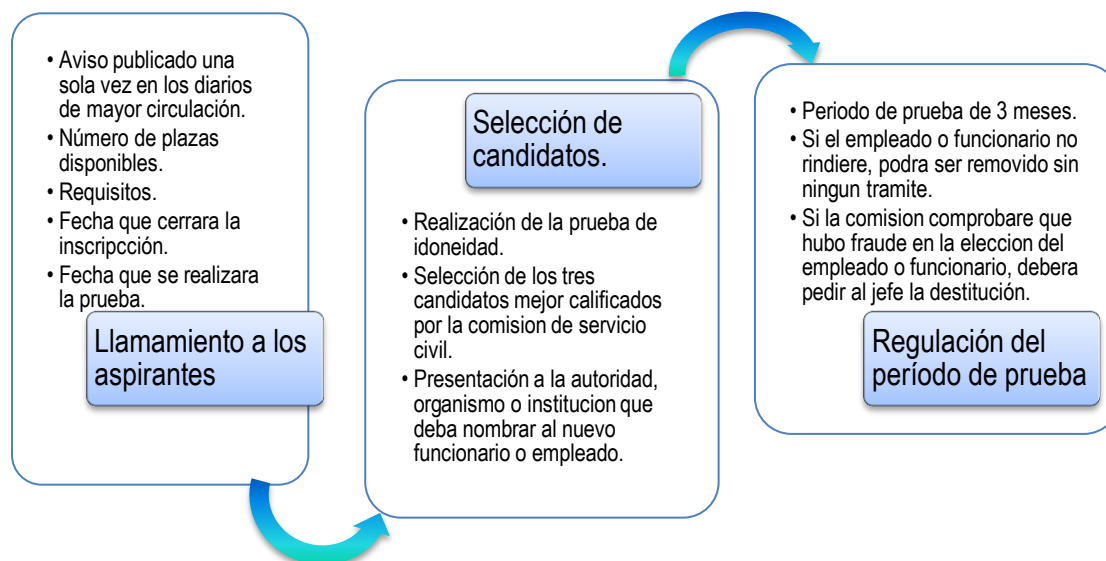 • Aviso publicado una
sola vez en los diarios
de mayor circulación.
• Número de plazas
disponibles.
• Requisitos.
• Fecha que cerrara la
inscripcción.
• Fecha que se realizara
la prueba.
Llamamiento a los
aspirantes
Selección de
candidatos.
• Realización de la prueba de
idoneidad.
• Selección de los tres
candidatos mejor calificados
por la comision de servicio
civil.
• Presentación a la autoridad,
organismo o institucion que
deba nombrar al nuevo
funcionario o empleado.
• Periodo de prueba de 3 meses.
• Si el empleado o funcionario no
rindiere, podra ser removido sin
ningun tramite.
• Si la comision comprobare que
hubo fraude en la eleccion del
empleado o funcionario, debera
pedir al jefe la destitución.
Regulación del
período de prueba